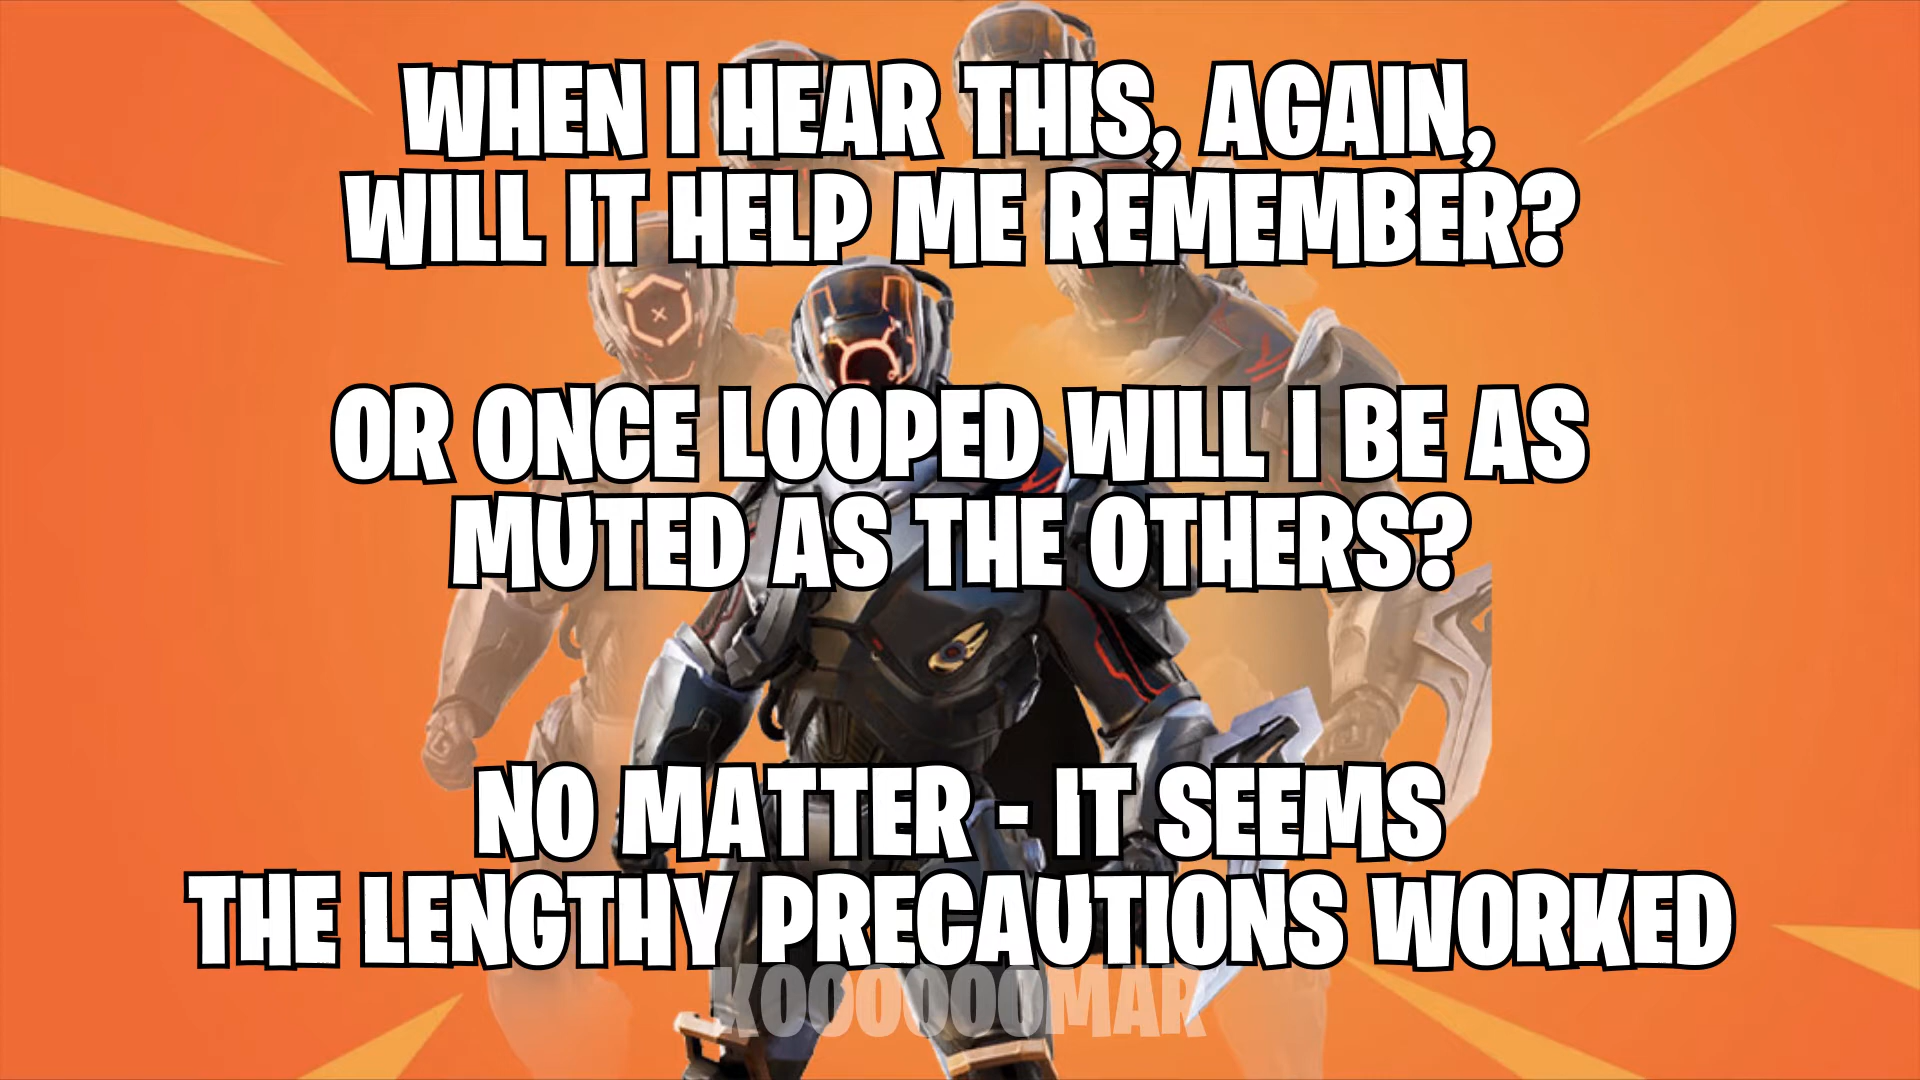 WHEN I HEAR THIS, AGAIN,
WILL IT HELP ME REMEMBER?
OR ONCE LOOPED WILL I BE AS
MUTED AS THE OTHERS?
NO MATTER - IT SEEMS
THE LENGTHY PRECAUTIONS WORKED
KOOOOOOOMAR